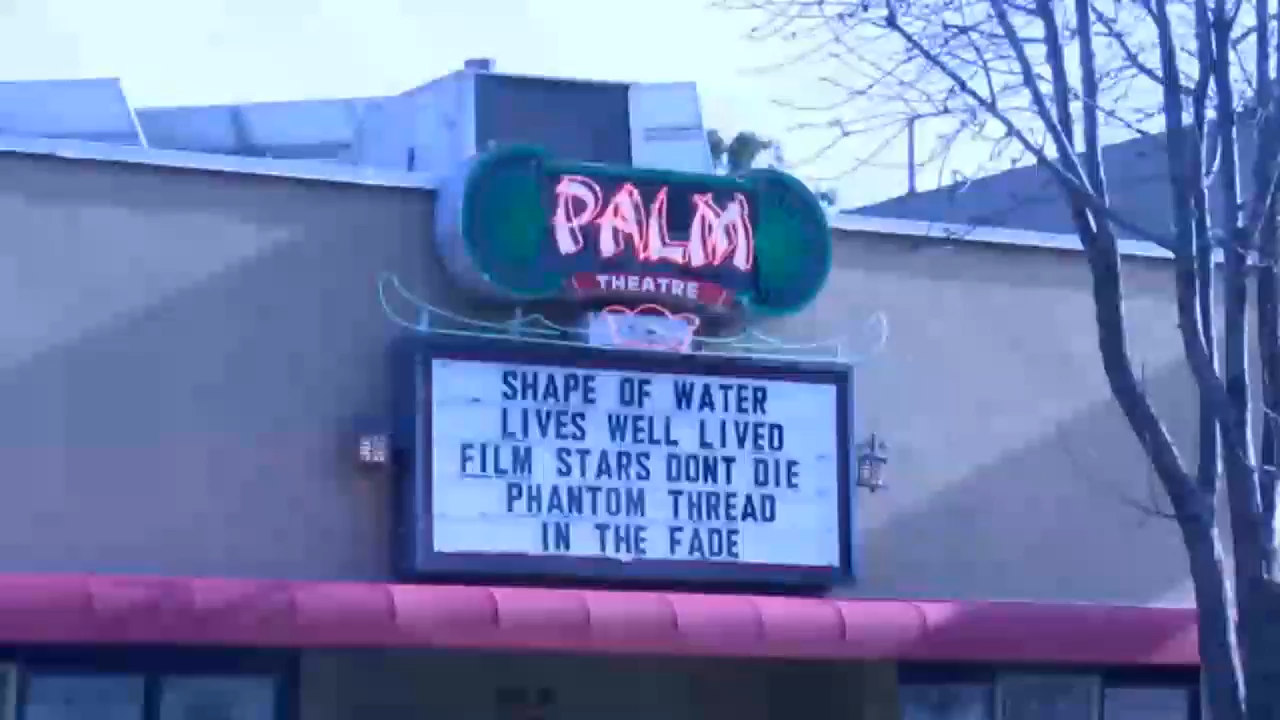 PALM
THEATRE
SHAPE OF WATER
LIVES WELL LIVED
FILM STARS DONT DIE
PHANTOM THREAD
IN THE FADE